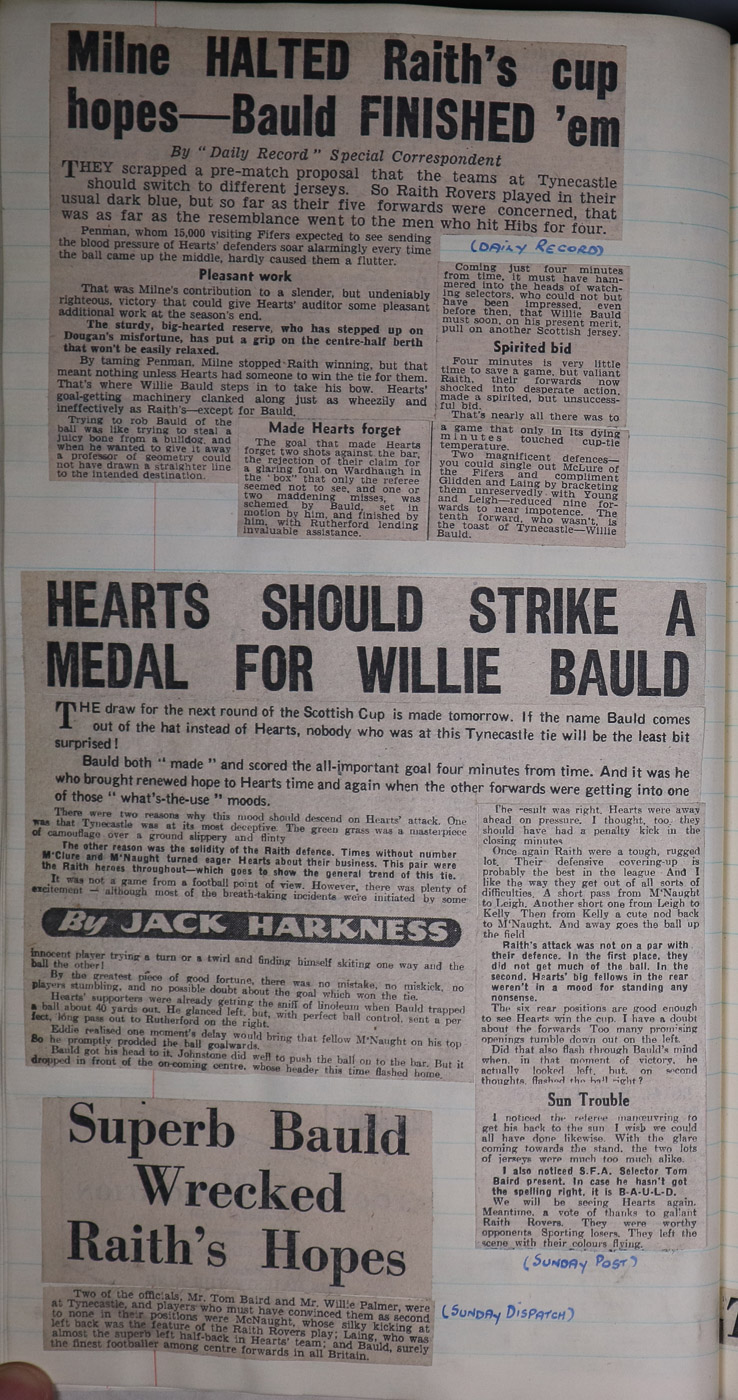 Milne HALTED Raith's cup
hopes—Bauld FINISHED 'em
By "Daily Record" Special Correspondent
THEY scrapped a pre-match proposal that the teams at Tynecastle
should switch to different jerseys. So Raith Rovers played in their
usual dark blue, but so far as their five forwards were concerned, that
was as far as the resemblance went to the men who hit Hibs for four.
Penman, whom 15,000 visiting Fifers expected to see sending
the blood pressure of Hearts' defenders soar alarmingly every time
the ball came up the middle, hardly caused them a flutter.
Pleasant work
That was Milne's contribution to a slender, but undeniably
righteous, victory that could give Hearts' auditor some pleasant
additional work at the season's end.
The sturdy, big-hearted reserve, who has stepped up on
Dougan's misfortune, has put a grip on the centre-half berth
that won't be easily relaxed.
By taming Penman, Milne stopped Raith winning, but that
meant nothing unless Hearts had someone to win the tie for them.
That's where Willie Bauld steps in to take his bow. Hearts'
goal-getting machinery clanked along just as wheezily and
ineffectively as Raith's—except for Bauld.
Trying to rob Bauld of the
ball was like trying to steal a
juicy bone from a bulldog, and
when he wanted to give it away
a professor of geometry could
not have drawn a straighter line
to the intended destination.
Made Hearts forget
The goal that made Hearts
forget two shots against the bar,
the rejection of their claim for
a glaring foul on Wardhaugh in
the "box" that only the referee
seemed not to see, and one or
two maddening misses, was
schemed by Bauld, set in
motion by him, and finished by
him, with Rutherford lending
invaluable assistance.
(DAILY RECORD)
Coming just four minutes
from time, it must have ham-
mered into the heads of watch-
ing selectors, who could not but
have been impressed, even
before then, that Willie Bauld
must soon, on his present merit,
pull on another Scottish jersey.
Spirited bid
Four minutes is very little
time to save a game, but valiant
Raith, their forwards now
shocked into desperate action,
made a spirited, but unsuccess-
ful bid.
That's nearly all there was to
a game that only in its dying
minutes touched cup-tie
temperature.
Two magnificent defences—
you could single out McLure of
the Fifers and compliment
Glidden and Laing by bracketing
them unreservedly with Young
and Leigh—reduced nine for-
wards to near impotence. The
tenth forward, who wasn't, is
the toast of Tynecastle—Willie
Bauld.
HEARTS SHOULD STRIKE A
MEDAL FOR WILLIE BAULD
THE draw for the next round of the Scottish Cup is made tomorrow. If the name Bauld comes
out of the hat instead of Hearts, nobody who was at this Tynecastle tie will be the least bit
surprised!
Bauld both "made" and scored the all-important goal four minutes from time. And it was he
who brought renewed hope to Hearts time and again when the other forwards were getting into one
of those "what's-the-use" moods.
There were two reasons why this mood should descend on Hearts' attack. One
was that Tynecastle was at its most deceptive. The green grass was a masterpiece
of camouflage over a ground slippery and flinty
The other reason was the solidity of the Raith defence. Times without number
M'Clure and M'Naught turned eager Hearts about their business. This pair were
the Raith heroes throughout—which goes to show the general trend of this tie.
It was not a game from a football point of view. However, there was plenty of
excitement — although most of the breath-taking incidents were initiated by some
By JACK HARKNESS
innocent player trying a turn or a twirl and finding himself skiting one way and the
ball the other!
By the greatest piece of good fortune, there was no mistake, no miskick, no
players stumbling, and no possible doubt about the goal which won the tie.
Hearts' supporters were already getting the sniff of linoleum when Bauld trapped
a ball about 40 yards out. He glanced left, but, with perfect ball control, sent a per
fect, long pass out to Rutherford on the right.
Eddie realised one moment's delay would bring that fellow M'Naught on his top
So he promptly prodded the ball goalwards.
Bauld got his head to it. Johnstone did well to push the ball on to the bar. But it
dropped in front of the on-coming centre, whose header this time flashed home.
The result was right. Hearts were away
ahead on pressure. I thought, too, they
should have had a penalty kick in the
closing minutes
Once again Raith were a tough, rugged
lot. Their defensive covering-up is
probably the best in the league And I
like the way they get out of all sorts of
difficulties. A short pass from M'Naught
to Leigh. Another short one from Leigh to
Kelly Then from Kelly a cute nod back
to M'Naught. And away goes the ball up
the field
Raith's attack was not on a par with
their defence. In the first place, they
did not get much of the ball. In the
second, Hearts' big fellows in the rear
weren't in a mood for standing any
nonsense.
The six rear positions are good enough
to see Hearts win the cup. I have a doubt
about the forwards Too many promising
openings tumble down out on the left.
Did that also flash through Bauld's mind
when, in that moment of victory, he
actually looked left, but, on second
thoughts, flashed the ball right?
Sun Trouble
I noticed the referee manœuvring to
get his back to the sun I wish we could
all have done likewise. With the glare
coming towards the stand, the two lots
of jerseys were much too much alike.
I also noticed S.F.A. Selector Tom
Baird present. In case he hasn't got
the spelling right, it is B-A-U-L-D.
We will be seeing Hearts again.
Meantime, a vote of thanks to gallant
Raith Rovers. They were worthy
opponents Sporting losers. They left the
scene with their colours flying.
(SUNDAY POST)
Superb Bauld
Wrecked
Raith's Hopes
Two of the officials, Mr. Tom Baird and Mr. Willie Palmer, were
at Tynecastle, and players who must have convinced them as second
to none in their positions were McNaught, whose silky kicking at
left back was the feature of the Raith Rovers play; Laing, who was
almost the superb left half-back in Hearts' team; and Bauld, surely
the finest footballer among centre forwards in all Britain.
(SUNDAY DISPATCH)